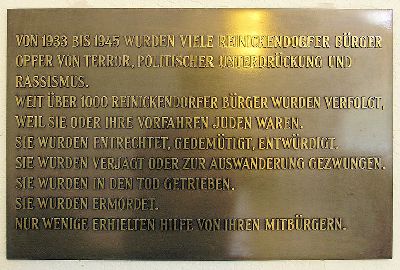 VON 1933 BIS 1945 WURDEN VIELE REINICKENDORFER BÜRGER
OPFER VON TERROR, POLITISCHER UNTERDRÜCKUNG UND
RASSISMUS.
WEIT ÜBER 1000 REINICKENDORFER BÜRGER WURDEN VERFOLGT,
WEIL SIE ODER IHRE VORFAHREN JUDEN WAREN.
SIE WURDEN ENTRECHTET, GEDEMÜTIGT, ENTWÜRDIGT.
SIE WURDEN VERJAGT ODER ZUR AUSWANDERUNG GEZWUNGEN.
SIE WURDEN IN DEN TOD GETRIEBEN.
SIE WURDEN ERMORDET.
NUR WENIGE ERHIELTEN HILFE VON IHREN MITBÜRGERN.